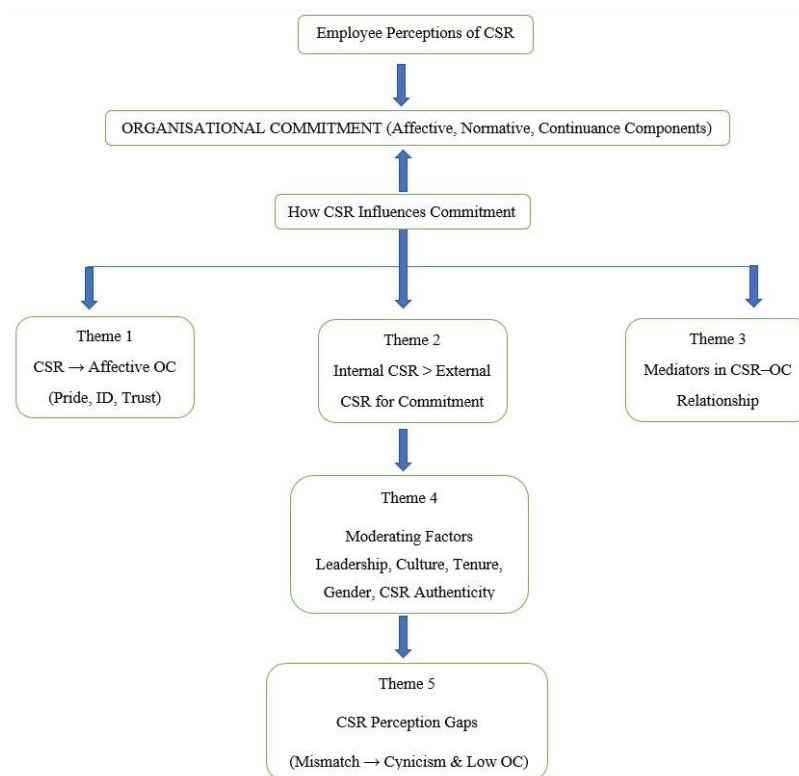 Employee Perceptions of CSR
ORGANISATIONAL COMMITMENT (Affective, Normative, Continuance Components)
How CSR Influences Commitment
Theme 1
CSR → Affective OC
(Pride, ID, Trust)
Theme 2
Internal CSR > External
CSR for Commitment
Theme 3
Mediators in CSR–OC
Relationship
Theme 4
Moderating Factors
Leadership, Culture, Tenure,
Gender, CSR Authenticity
Theme 5
CSR Perception Gaps
(Mismatch → Cynicism & Low OC)